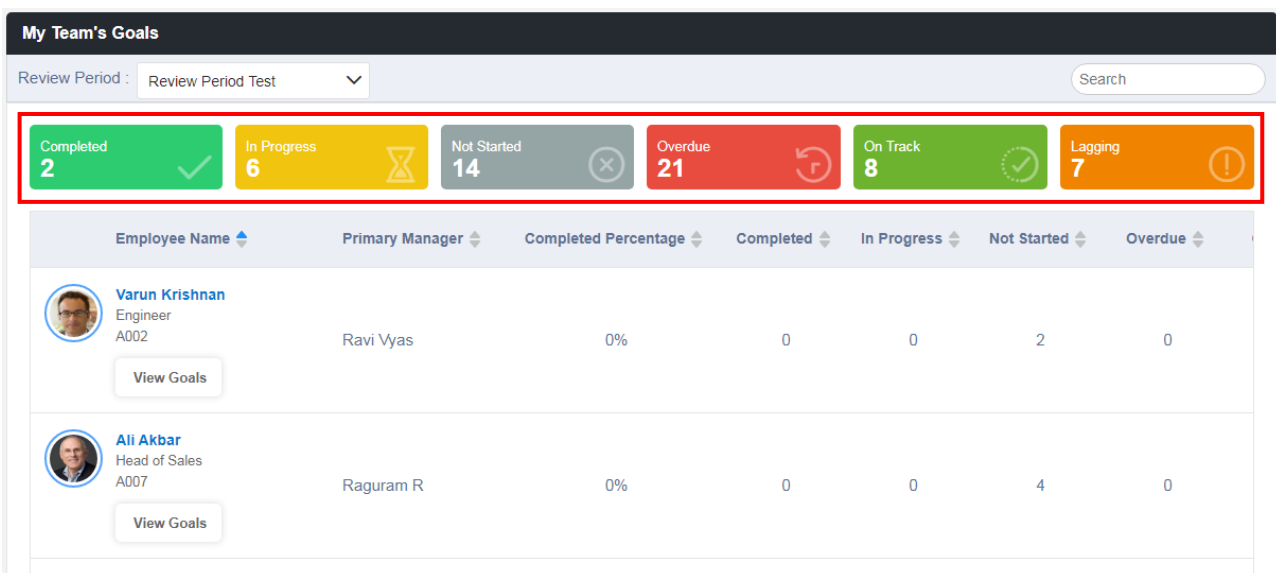 My Team's Goals
Review Period : Review Period Test Search
Completed In Progress Not Started Overdue On Track Lagging
2 6 14 21 8 7
Employee Name Primary Manager Completed Percentage Completed In Progress Not Started Overdue
Varun Krishnan
Engineer
A002
Ravi Vyas 0% 0 0 2 0
View Goals
Ali Akbar
Head of Sales
A007
Raguram R 0% 0 0 4 0
View Goals